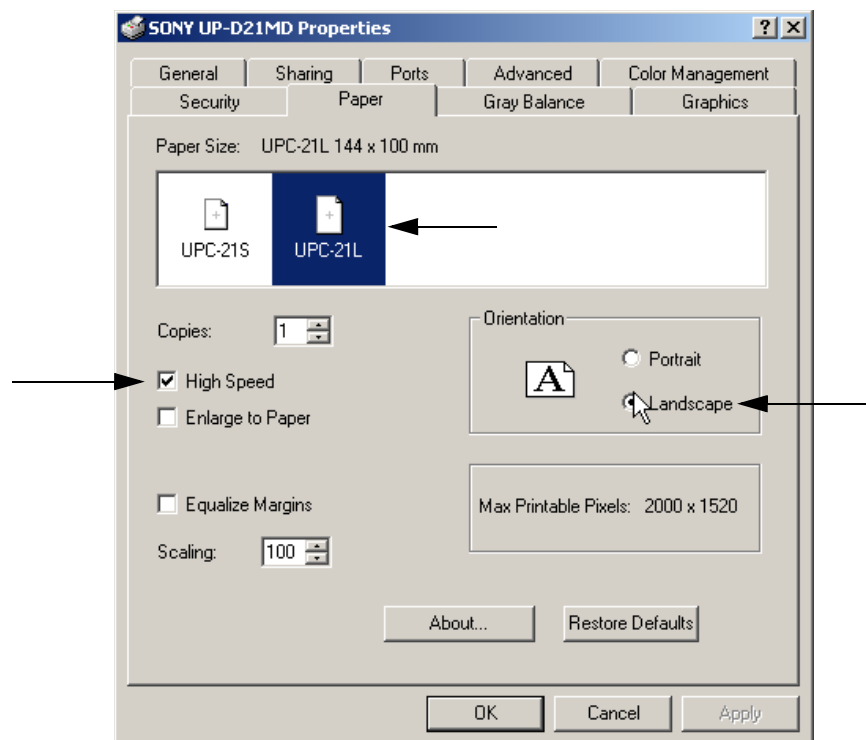 SONY UP-D21MD Properties
General Sharing Ports Advanced Color Management
Security Paper Gray Balance Graphics
Paper Size: UPC-21L 144 x 100 mm
UPC-21S UPC-21L
Copies: 1
Orientation
A
Portrait
High Speed
Landscape
Enlarge to Paper
Equalize Margins
Max Printable Pixels: 2000 x 1520
Scaling: 100
About... Restore Defaults
OK Cancel Apply